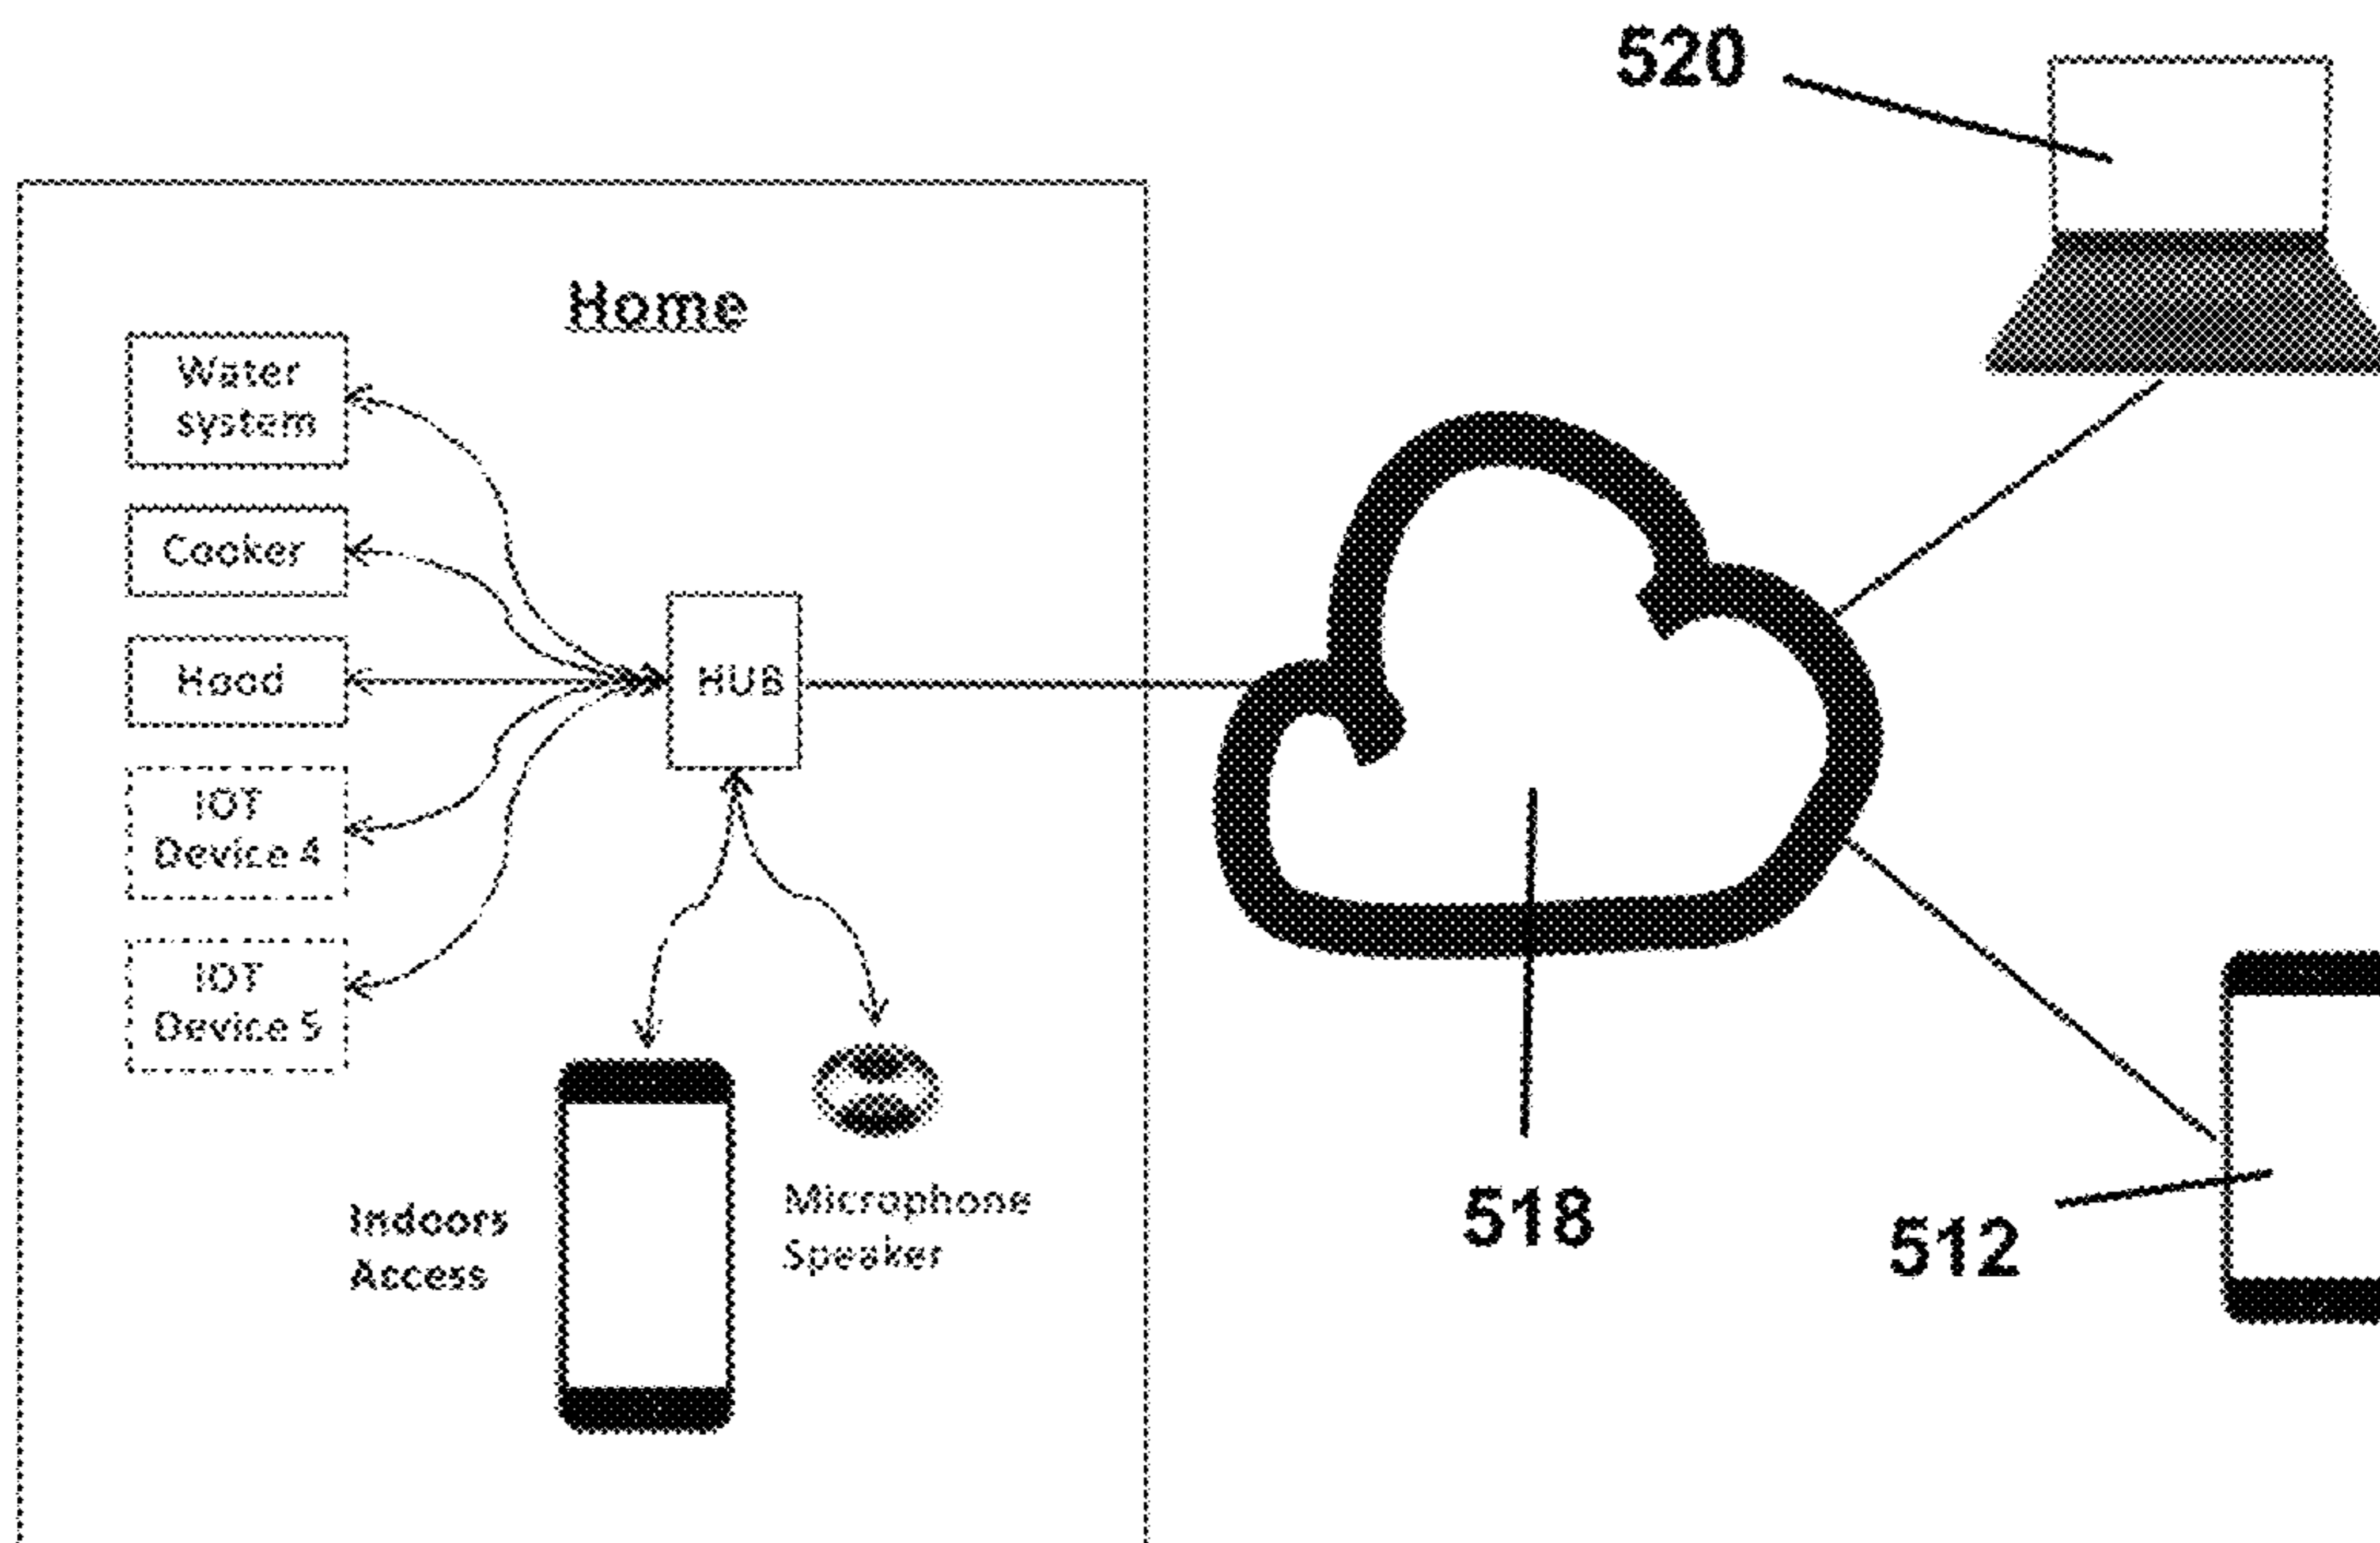 520
Home
Water
system
Cooker
Hood
HUB
IOT
Device 4
IOT
Device 5
Indoors
Access
Microphone
Speaker
518
512